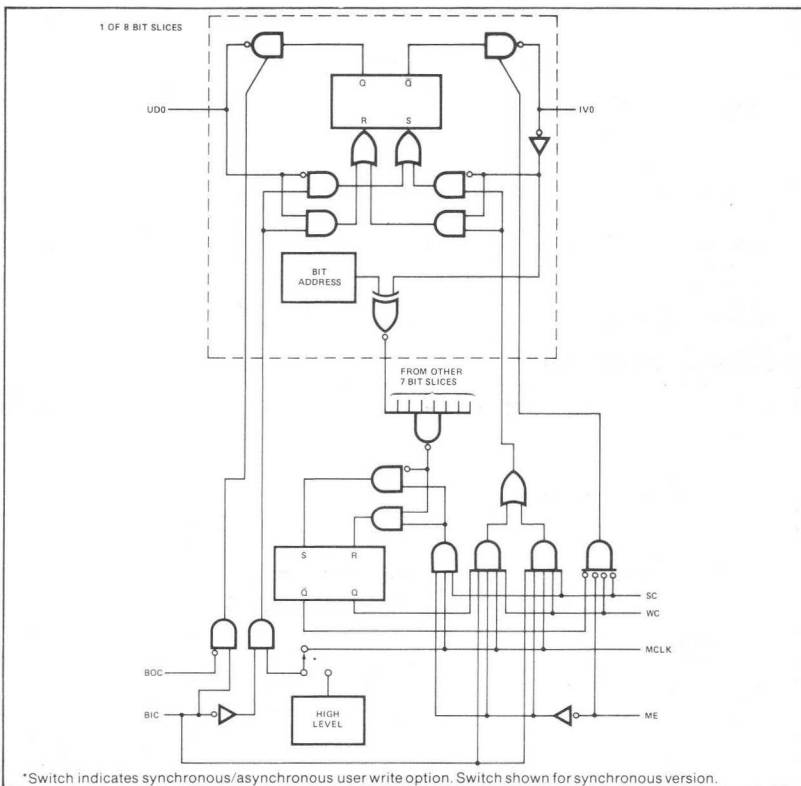 1 OF 8 BIT SLICES
Q Q̅
UD0
IV0
R S
BIT
ADDRESS
FROM OTHER
7 BIT SLICES
S R
Q̅ Q
SC
WC
BOC
*
MCLK
BIC
HIGH
LEVEL
ME
*Switch indicates synchronous/asynchronous user write option. Switch shown for synchronous version.